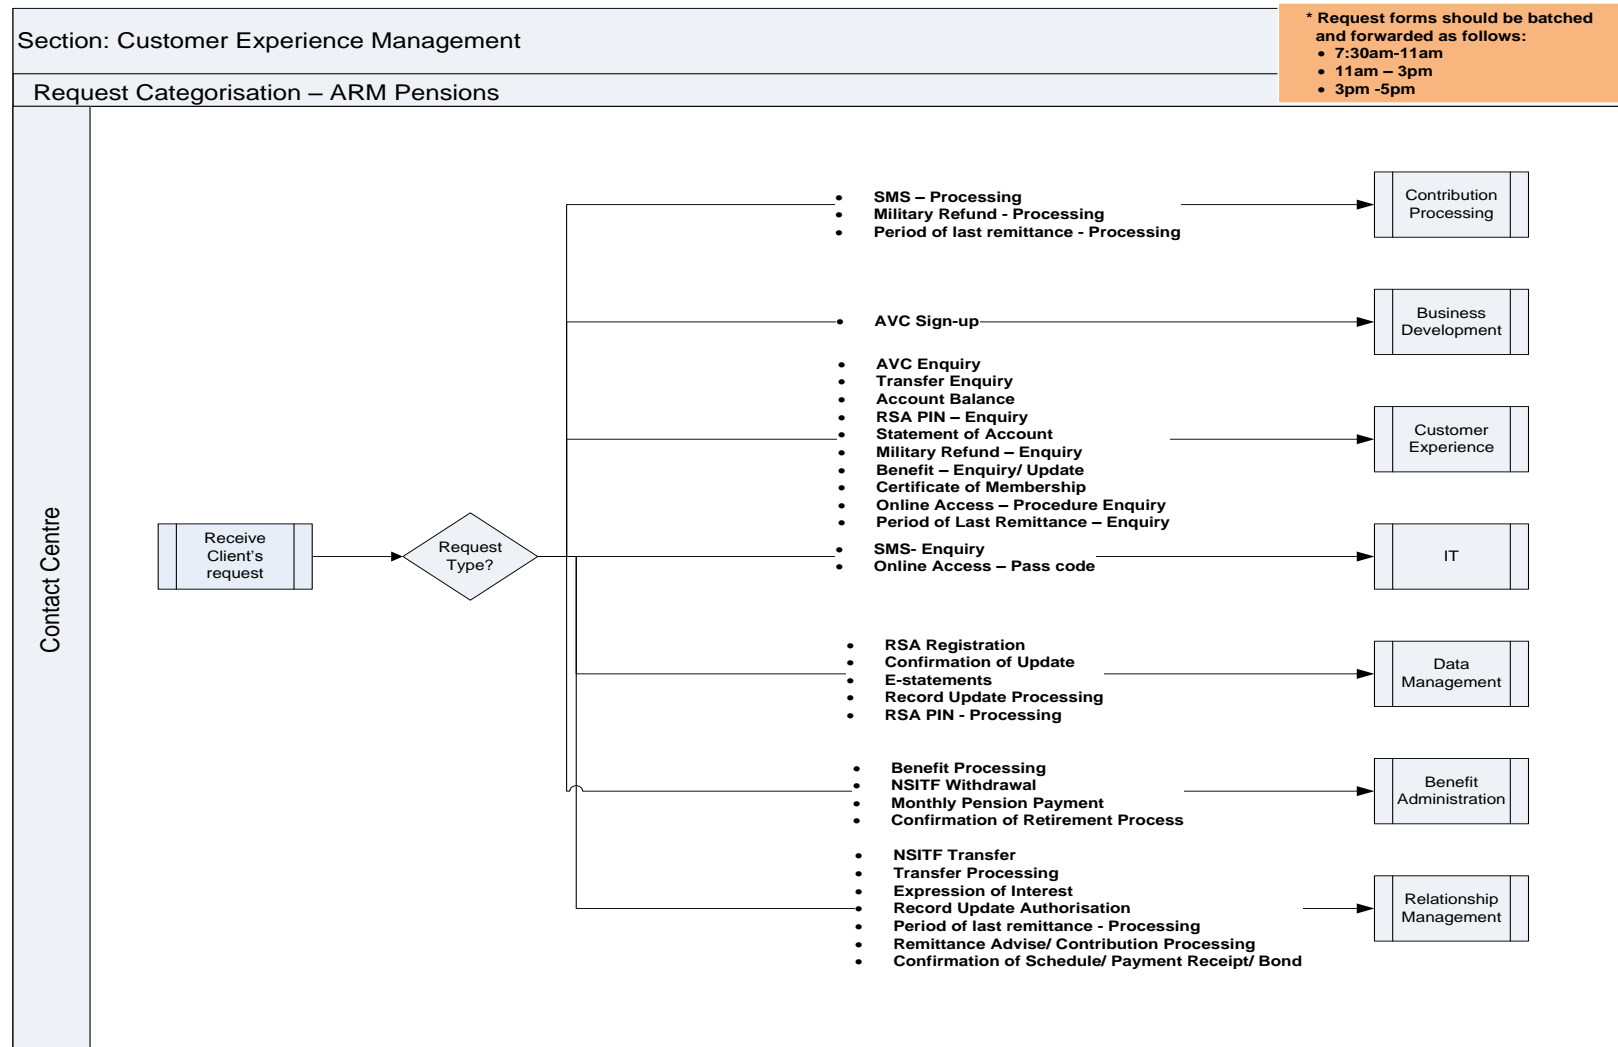 Section: Customer Experience Management
* Request forms should be batched
and forwarded as follows:
• 7:30am-11am
• 11am – 3pm
• 3pm -5pm
Request Categorisation – ARM Pensions
Contact Centre
Receive
Client's
request
Request
Type?
• SMS – Processing
• Military Refund - Processing
• Period of last remittance - Processing
Contribution
Processing
• AVC Sign-up
Business
Development
• AVC Enquiry
• Transfer Enquiry
• Account Balance
• RSA PIN – Enquiry
• Statement of Account
• Military Refund – Enquiry
• Benefit – Enquiry/ Update
• Certificate of Membership
• Online Access – Procedure Enquiry
• Period of Last Remittance – Enquiry
Customer
Experience
• SMS- Enquiry
• Online Access – Pass code
IT
• RSA Registration
• Confirmation of Update
• E-statements
• Record Update Processing
• RSA PIN - Processing
Data
Management
• Benefit Processing
• NSITF Withdrawal
• Monthly Pension Payment
• Confirmation of Retirement Process
Benefit
Administration
• NSITF Transfer
• Transfer Processing
• Expression of Interest
• Record Update Authorisation
• Period of last remittance - Processing
• Remittance Advise/ Contribution Processing
• Confirmation of Schedule/ Payment Receipt/ Bond
Relationship
Management